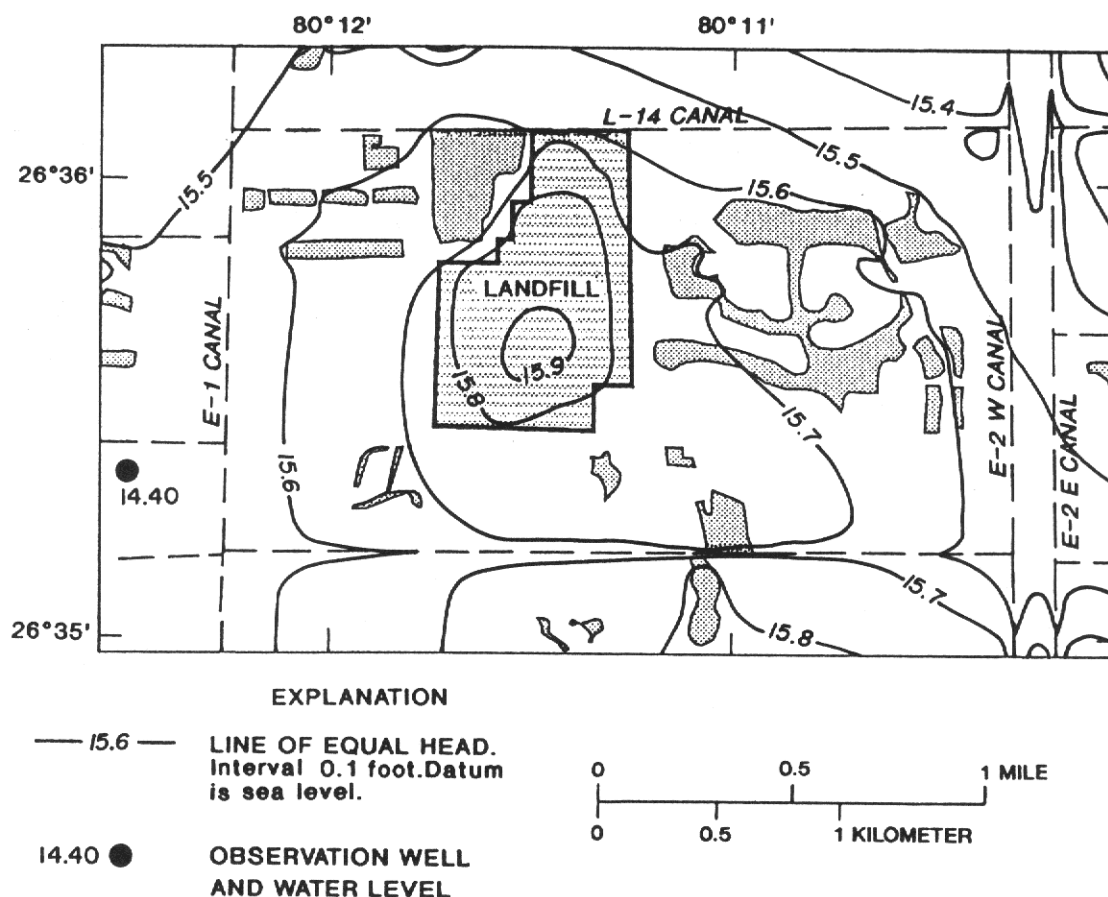 80°12' 80°11'
15.4
L-14 CANAL
15.5
26°36'
15.5
15.6
LANDFILL
E-1 CANAL
15.9
15.8
E-2 W CANAL
15.7
15.6
14.40
E-2 E CANAL
15.7
26°35'
15.8
EXPLANATION
15.6 LINE OF EQUAL HEAD.
Interval 0.1 foot.Datum
is sea level.
0 0.5 1 MILE
0 0.5 1 KILOMETER
14.40 OBSERVATION WELL
AND WATER LEVEL